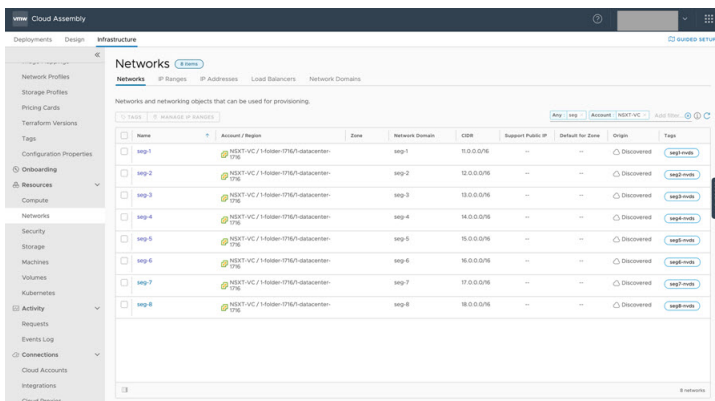 vmw Cloud Assembly
Deployments Design Infrastructure GUIDED SETUP
Network Profiles
Storage Profiles
Pricing Cards
Terraform Versions
Tags
Configuration Properties
Onboarding
Resources
Compute
Networks
Security
Storage
Machines
Volumes
Kubernetes
Activity
Requests
Events Log
Connections
Cloud Accounts
Integrations
Cloud Proxies
Networks 8 items
Networks IP Ranges IP Addresses Load Balancers Network Domains
Networks and networking objects that can be used for provisioning.
TAGS MANAGE IP RANGES Any : seg Account : NSXT-VC Add filter...
Name Account / Region Zone Network Domain CIDR Support Public IP Default for Zone Origin Tags
seg-1 NSXT-VC / 1-folder-1716/1-datacenter-1716 seg-1 11.0.0.0/16 -- -- Discovered seg1-nvds
seg-2 NSXT-VC / 1-folder-1716/1-datacenter-1716 seg-2 12.0.0.0/16 -- -- Discovered seg2-nvds
seg-3 NSXT-VC / 1-folder-1716/1-datacenter-1716 seg-3 13.0.0.0/16 -- -- Discovered seg3-nvds
seg-4 NSXT-VC / 1-folder-1716/1-datacenter-1716 seg-4 14.0.0.0/16 -- -- Discovered seg4-nvds
seg-5 NSXT-VC / 1-folder-1716/1-datacenter-1716 seg-5 15.0.0.0/16 -- -- Discovered seg5-nvds
seg-6 NSXT-VC / 1-folder-1716/1-datacenter-1716 seg-6 16.0.0.0/16 -- -- Discovered seg6-nvds
seg-7 NSXT-VC / 1-folder-1716/1-datacenter-1716 seg-7 17.0.0.0/16 -- -- Discovered seg7-nvds
seg-8 NSXT-VC / 1-folder-1716/1-datacenter-1716 seg-8 18.0.0.0/16 -- -- Discovered seg8-nvds
8 networks